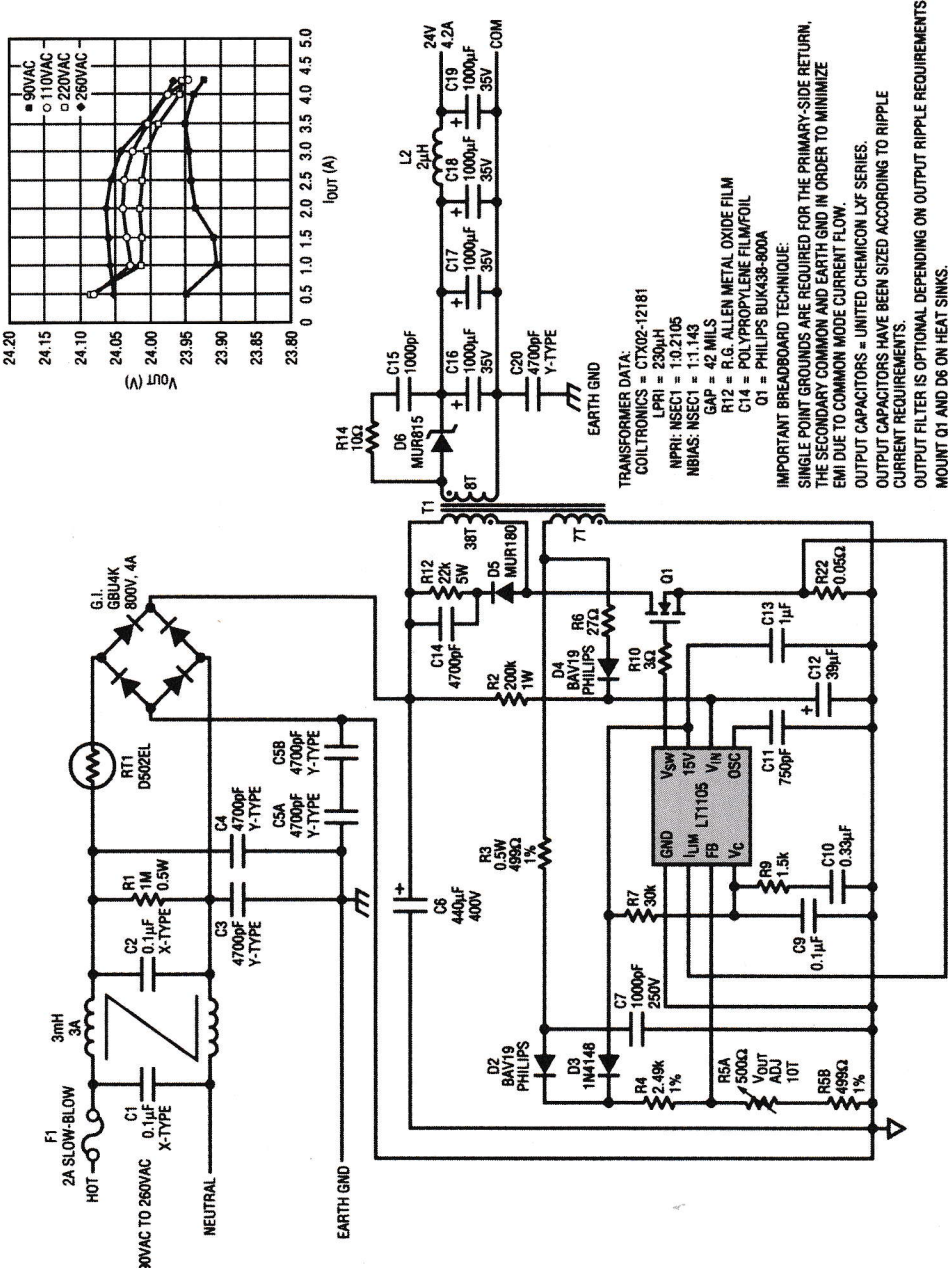 F1
2A SLOW-BLOW
HOT
90VAC TO 260VAC
NEUTRAL
EARTH GND
C1
0.1µF
X-TYPE
3mH
3A
C2
0.1µF
X-TYPE
R1
1M
0.5W
C3
4700pF
Y-TYPE
C4
4700pF
Y-TYPE
RT1
D502EL
C5A
4700pF
Y-TYPE
C5B
4700pF
Y-TYPE
G.I.
GBU4K
800V, 4A
24.20
24.15
24.10
24.05
24.00
23.95
23.90
23.85
23.80
VOUT (V)
0
0.5
1.0
1.5
2.0
2.5
3.0
3.5
4.0
4.5
5.0
IOUT (A)
90VAC
110VAC
220VAC
260VAC
C6
440µF
400V
R3
0.5W
499Ω
1%
R2
200k
1W
C14
4700pF
R12
22k
5W
D5
MUR180
T1
38T
8T
7T
R14
10Ω
C15
1000pF
D6
MUR815
C16
1000µF
35V
C17
1000µF
35V
L2
2µH
C18
1000µF
35V
C19
1000µF
35V
24V
4.2A
COM
C20
4700pF
Y-TYPE
EARTH GND
D2
BAV19
PHILIPS
C7
1000pF
250V
D3
1N4148
R4
2.49k
1%
R5A
500Ω
VOUT
ADJ
10T
R5B
499Ω
1%
R7
30k
C9
0.1µF
R9
1.5k
C10
0.33µF
GND
ILIM
FB
VC
LT1105
VSW
15V
VIN
OSC
C11
750pF
C12
39µF
C13
1µF
D4
BAV19
PHILIPS
R6
27Ω
R10
3Ω
Q1
R22
0.05Ω
TRANSFORMER DATA:
COILTRONICS = CTX02-12181
LPRI = 230µH
NPRI: NSEC1 = 1:0.2105
NBIAS: NSEC1 = 1:1.143
GAP = 42 MILS
R12 = R.G. ALLEN METAL OXIDE FILM
C14 = POLYPROPYLENE FILM/FOIL
Q1 = PHILIPS BUK438-800A
IMPORTANT BREADBOARD TECHNIQUE:
SINGLE POINT GROUNDS ARE REQUIRED FOR THE PRIMARY-SIDE RETURN,
THE SECONDARY COMMON AND EARTH GND IN ORDER TO MINIMIZE
EMI DUE TO COMMON MODE CURRENT FLOW.
OUTPUT CAPACITORS = UNITED CHEMICON LXF SERIES.
OUTPUT CAPACITORS HAVE BEEN SIZED ACCORDING TO RIPPLE
CURRENT REQUIREMENTS.
OUTPUT FILTER IS OPTIONAL DEPENDING ON OUTPUT RIPPLE REQUIREMENTS
MOUNT Q1 AND D6 ON HEAT SINKS.